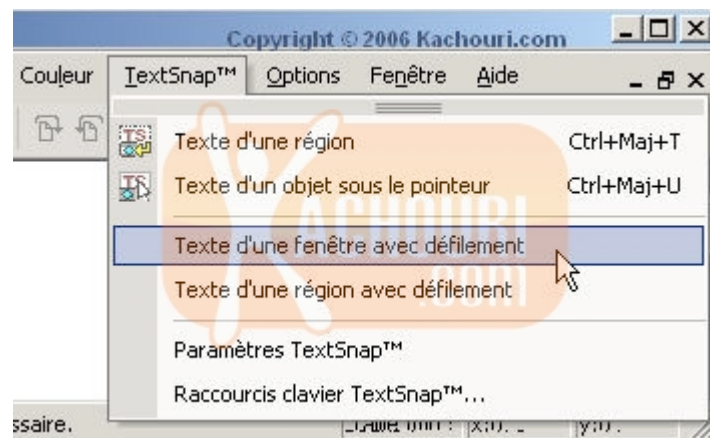 Copyright © 2006 Kachouri.com
Couleur TextSnap™ Options Fenêtre Aide
Texte d'une région Ctrl+Maj+T
Texte d'un objet sous le pointeur Ctrl+Maj+U
Texte d'une fenêtre avec défilement
Texte d'une région avec défilement
KACHOURI
.COM
Paramètres TextSnap™
Raccourcis clavier TextSnap™...
ssaire.